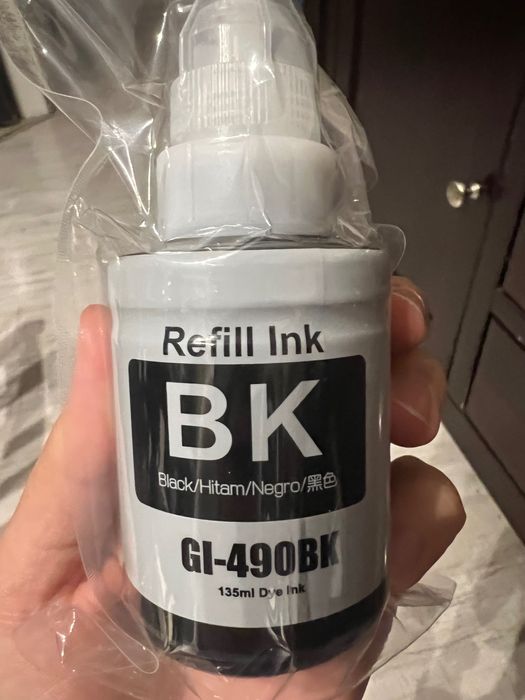 Refill Ink
BK
Black/Hitam/Negro/黑色
GI-490BK
135ml Dye Ink